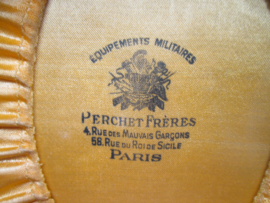 EQUIPEMENTS MILITAIRES
PERCHET FRÈRES
4, RUE DES MAUVAIS GARÇONS
58, RUE DU ROI DE SICILE
PARIS